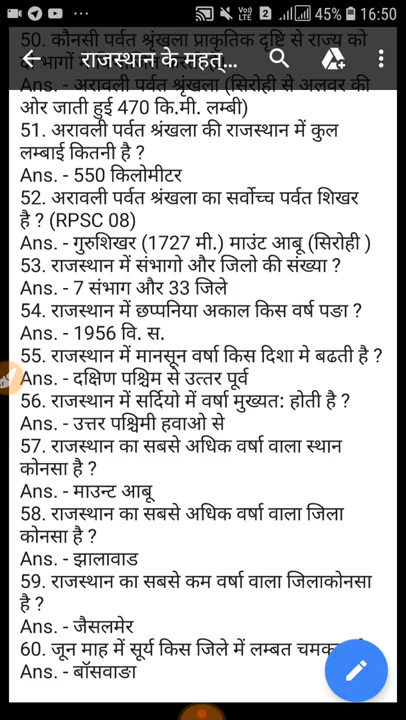 45% 16:50
50. कौनसी पर्वत श्रृंखला प्राकृतिक दृष्टि से राज्य को
राजस्थान के महत्...
Ans. - अरावली पर्वत श्रृंखला (सिरोही से अलवर की
ओर जाती हुई 470 कि.मी. लम्बी)
51. अरावली पर्वत श्रंखला की राजस्थान में कुल
लम्बाई कितनी है ?
Ans. - 550 किलोमीटर
52. अरावली पर्वत श्रंखला का सर्वोच्च पर्वत शिखर
है ? (RPSC 08)
Ans. - गुरुशिखर (1727 मी.) माउंट आबू (सिरोही )
53. राजस्थान में संभागो और जिलो की संख्या ?
Ans. - 7 संभाग और 33 जिले
54. राजस्थान में छप्पनिया अकाल किस वर्ष पङा ?
Ans. - 1956 वि. स.
55. राजस्थान में मानसून वर्षा किस दिशा मे बढती है ?
Ans. - दक्षिण पश्चिम से उत्तर पूर्व
56. राजस्थान में सर्दियो में वर्षा मुख्यत: होती है ?
Ans. - उत्तर पश्चिमी हवाओ से
57. राजस्थान का सबसे अधिक वर्षा वाला स्थान
कोनसा है ?
Ans. - माउन्ट आबू
58. राजस्थान का सबसे अधिक वर्षा वाला जिला
कोनसा है ?
Ans. - झालावाड
59. राजस्थान का सबसे कम वर्षा वाला जिलाकोनसा
है ?
Ans. - जैसलमेर
60. जून माह में सूर्य किस जिले में लम्बत
Ans. - बॉसवाङा